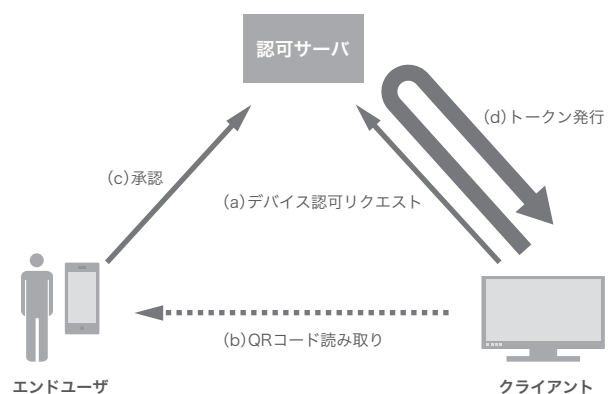 認可サーバ
(d)トークン発行
(c)承認
(a)デバイス認可リクエスト
(b)QRコード読み取り
エンドユーザ
クライアント